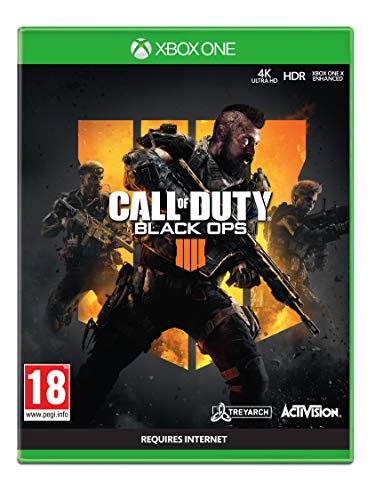 XBOX ONE
4K
ULTRA HD
HDR
XBOX ONE X
ENHANCED
CALL OF DUTY
BLACK OPS
IIII
18
www.pegi.info
TREYARCH
ACTIVISION
REQUIRES INTERNET